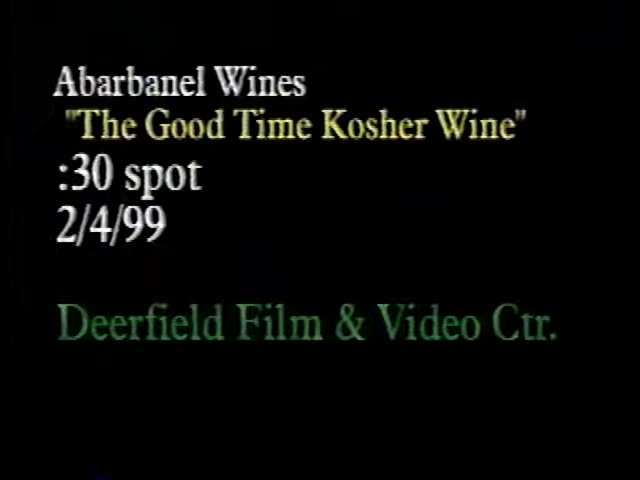 Abarbanel Wines
"The Good Time Kosher Wine"
:30 spot
2/4/99
Deerfield Film & Video Ctr.